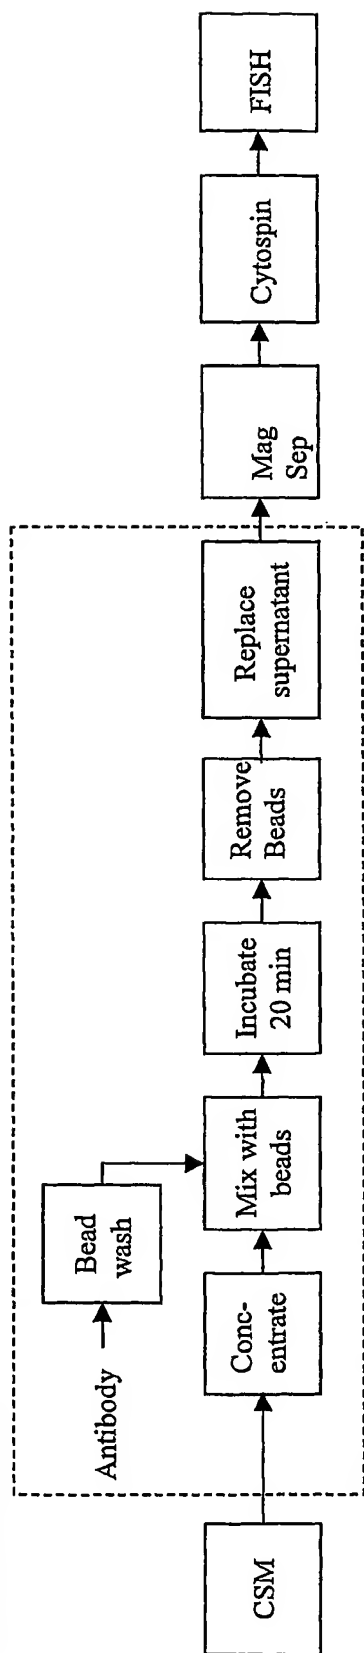 CSM
Antibody
Bead
wash
Conc-
entrate
Mix with
beads
Incubate
20 min
Remove
Beads
Replace
supernatant
Mag
Sep
Cytospin
FISH